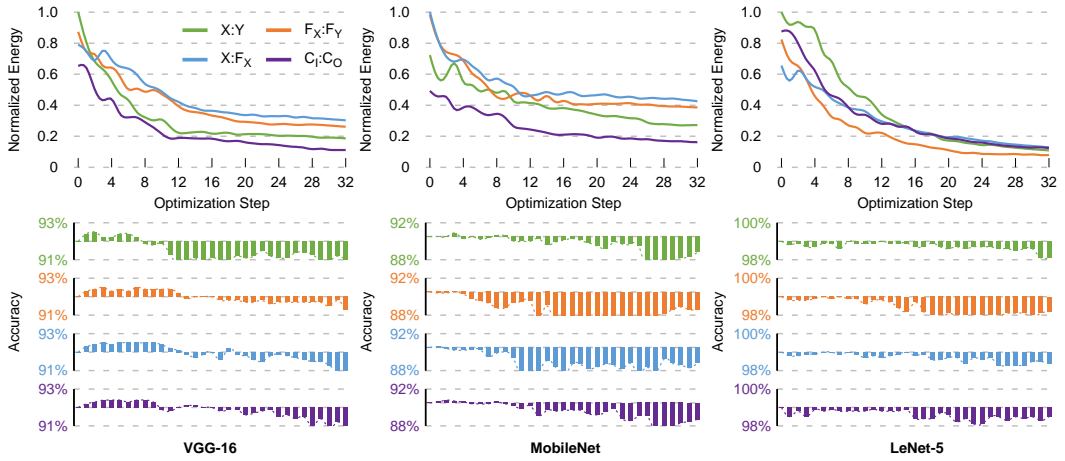 1.0
0.8
0.6
0.4
0.2
0
Normalized Energy
X:Y
F_X:F_Y
X:F_X
C_I:C_O
0 4 8 12 16 20 24 28 32
Optimization Step
1.0
0.8
0.6
0.4
0.2
0
Normalized Energy
0 4 8 12 16 20 24 28 32
Optimization Step
1.0
0.8
0.6
0.4
0.2
0
Normalized Energy
0 4 8 12 16 20 24 28 32
Optimization Step
Accuracy
93%
91%
93%
91%
93%
91%
93%
91%
VGG-16
Accuracy
92%
88%
92%
88%
92%
88%
92%
88%
MobileNet
Accuracy
100%
98%
100%
98%
100%
98%
100%
98%
LeNet-5